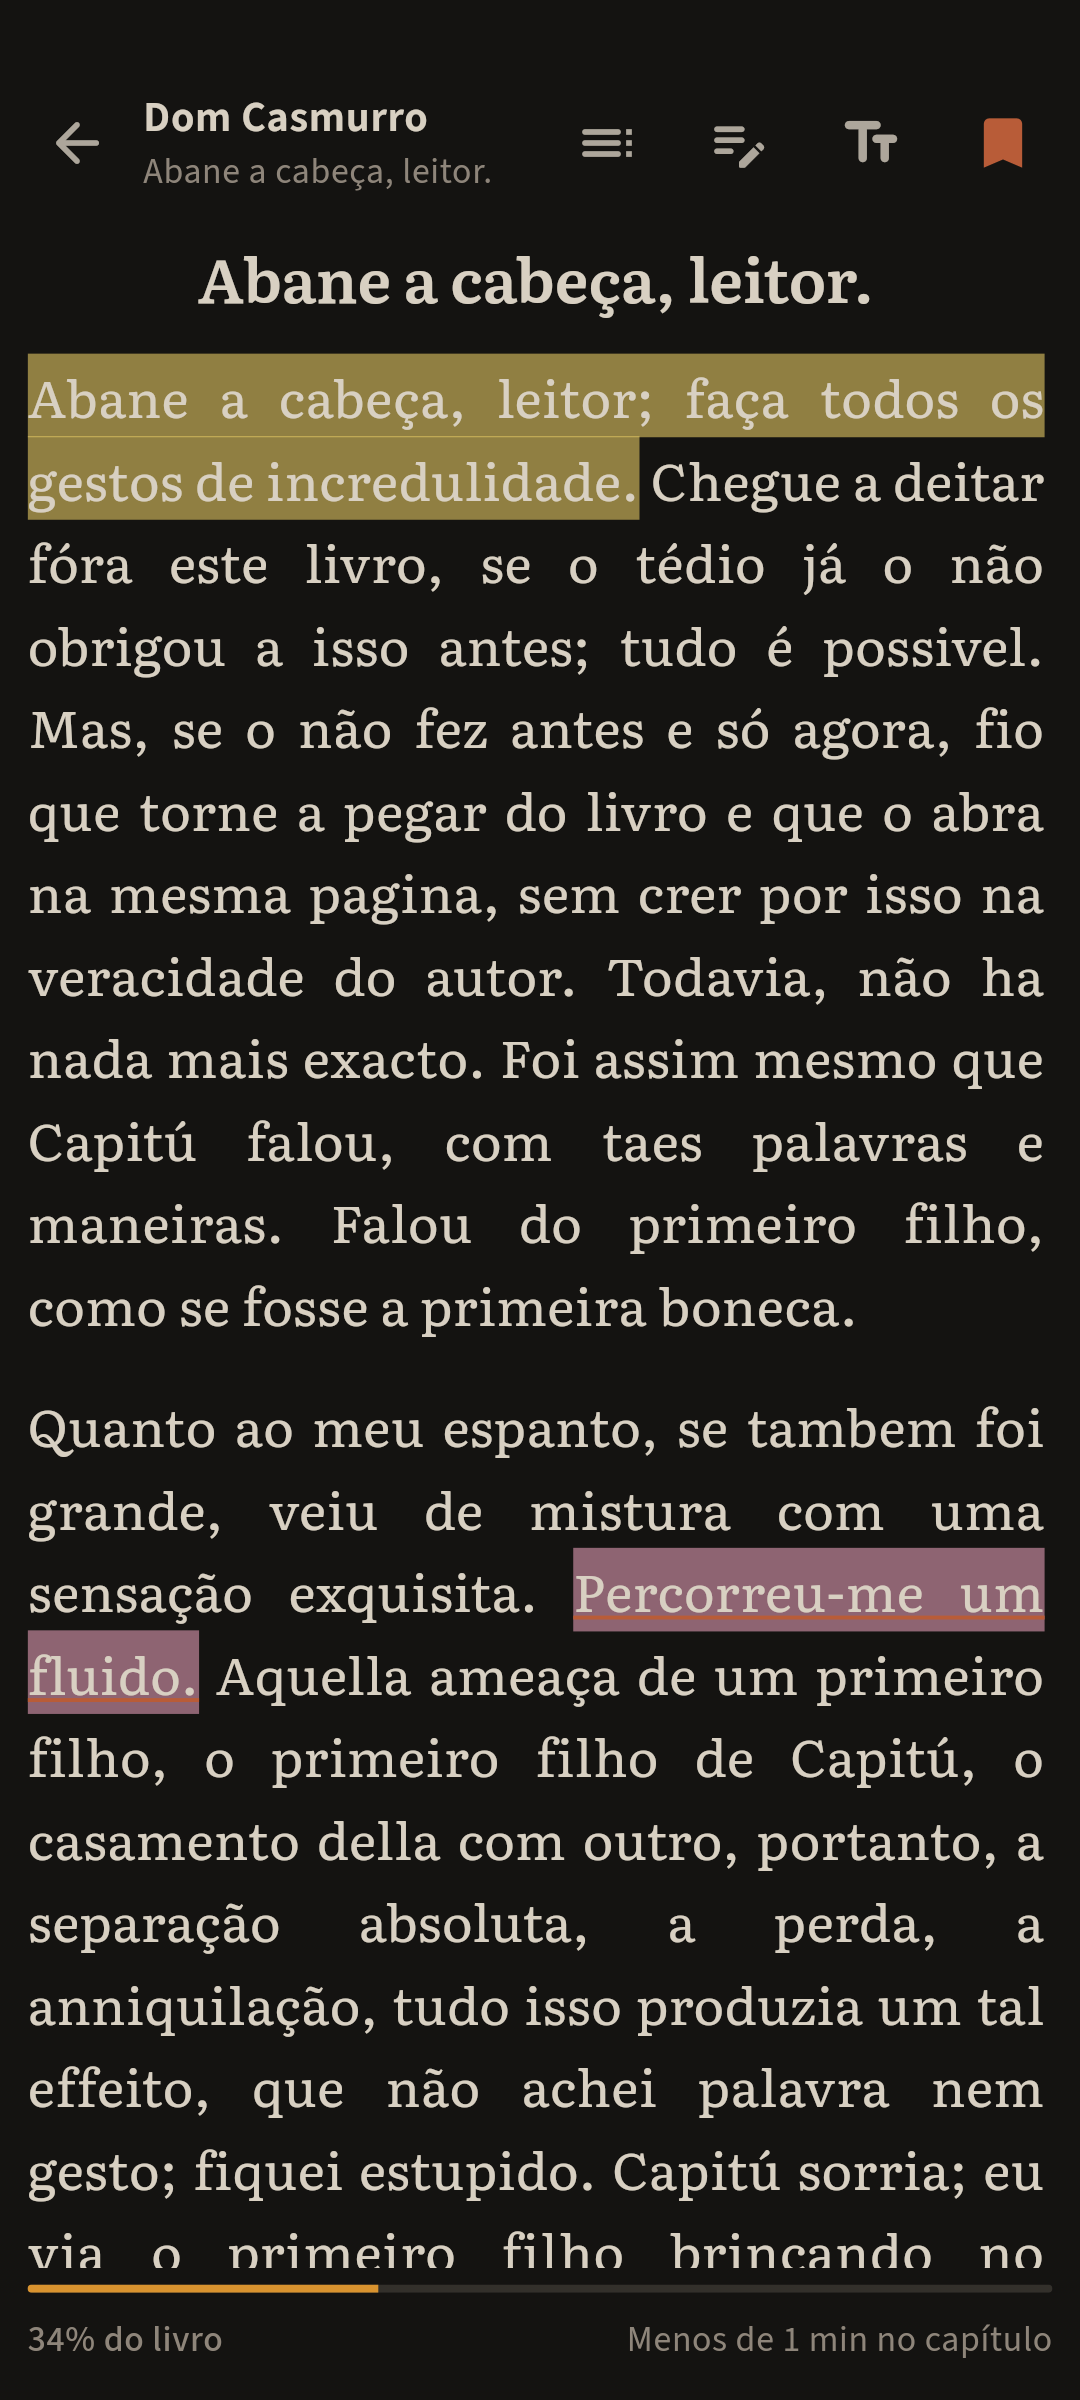 Dom Casmurro
Abane a cabeça, leitor.
Abane a cabeça, leitor.
Abane a cabeça, leitor; faça todos os
gestos de incredulidade. Chegue a deitar
fóra este livro, se o tédio já o não
obrigou a isso antes; tudo é possivel.
Mas, se o não fez antes e só agora, fio
que torne a pegar do livro e que o abra
na mesma pagina, sem crer por isso na
veracidade do autor. Todavia, não ha
nada mais exacto. Foi assim mesmo que
Capitú falou, com taes palavras e
maneiras. Falou do primeiro filho,
como se fosse a primeira boneca.
Quanto ao meu espanto, se tambem foi
grande, veiu de mistura com uma
sensação exquisita. Percorreu-me um
fluido. Aquella ameaça de um primeiro
filho, o primeiro filho de Capitú, o
casamento della com outro, portanto, a
separação absoluta, a perda, a
anniquilação, tudo isso produzia um tal
effeito, que não achei palavra nem
gesto; fiquei estupido. Capitú sorria; eu
via o primeiro filho brincando no
34% do livro
Menos de 1 min no capítulo